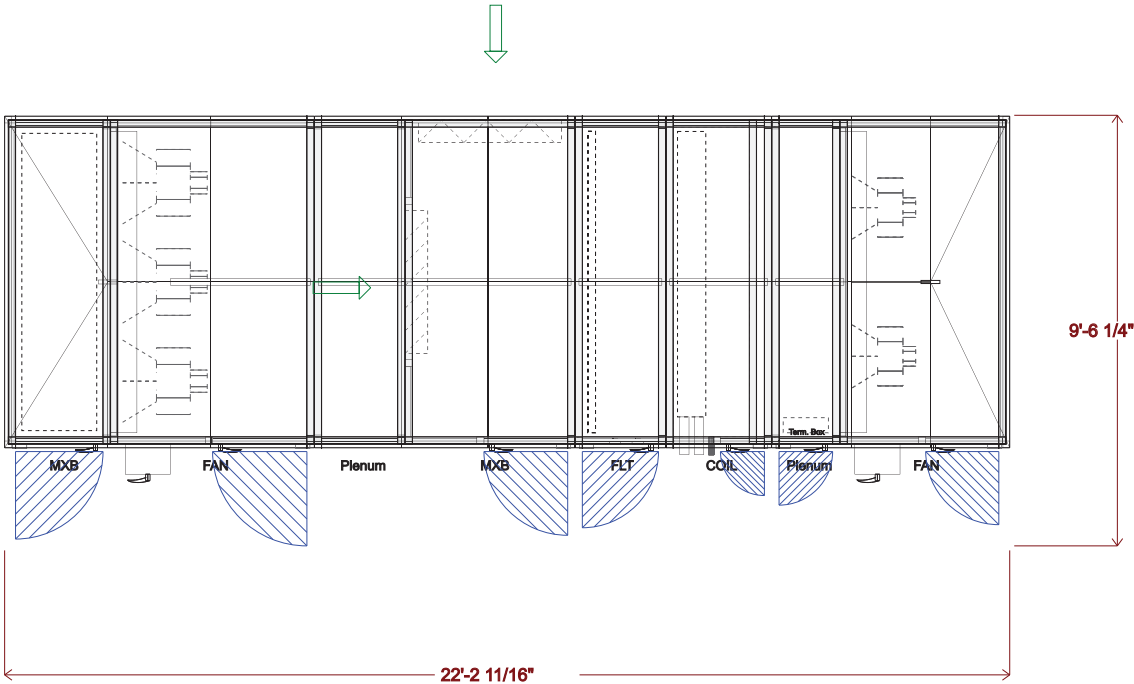 9'-6 1/4"
Term. Box
MXB
FAN
Plenum
MXB
FLT
COIL
Plenum
FAN
22'-2 11/16"